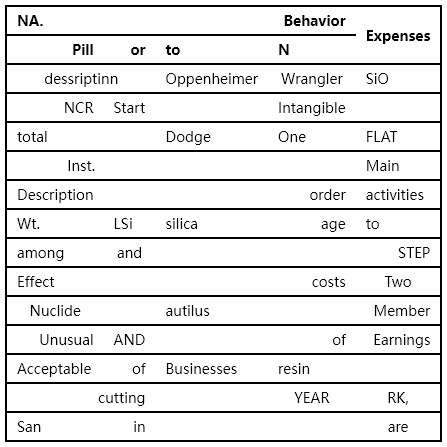 NA. Behavior Expenses
Pill or to N
dessriptinn Oppenheimer Wrangler SiO
NCR Start Intangible
total Dodge One FLAT
Inst. Main
Description order activities
Wt. LSi silica age to
among and STEP
Effect costs Two
Nuclide autilus Member
Unusual AND of Earnings
Acceptable of Businesses resin
cutting YEAR RK,
San in are